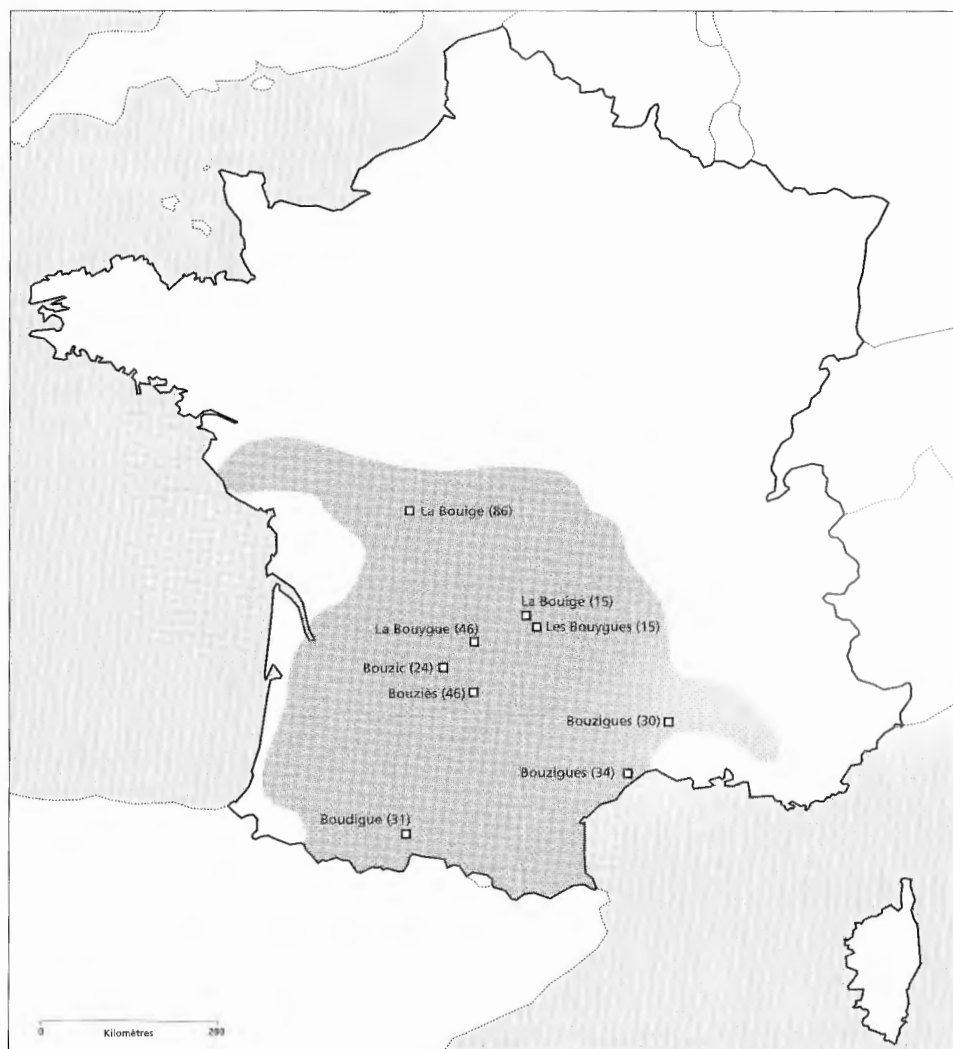 La Bouige (86)
La Bouige (15)
Les Bouygues (15)
La Bouygue (46)
Bouzic (24)
Bouziès (46)
Bouzigues (30)
Bouzigues (34)
Boudigue (31)
0 Kilomètres 200